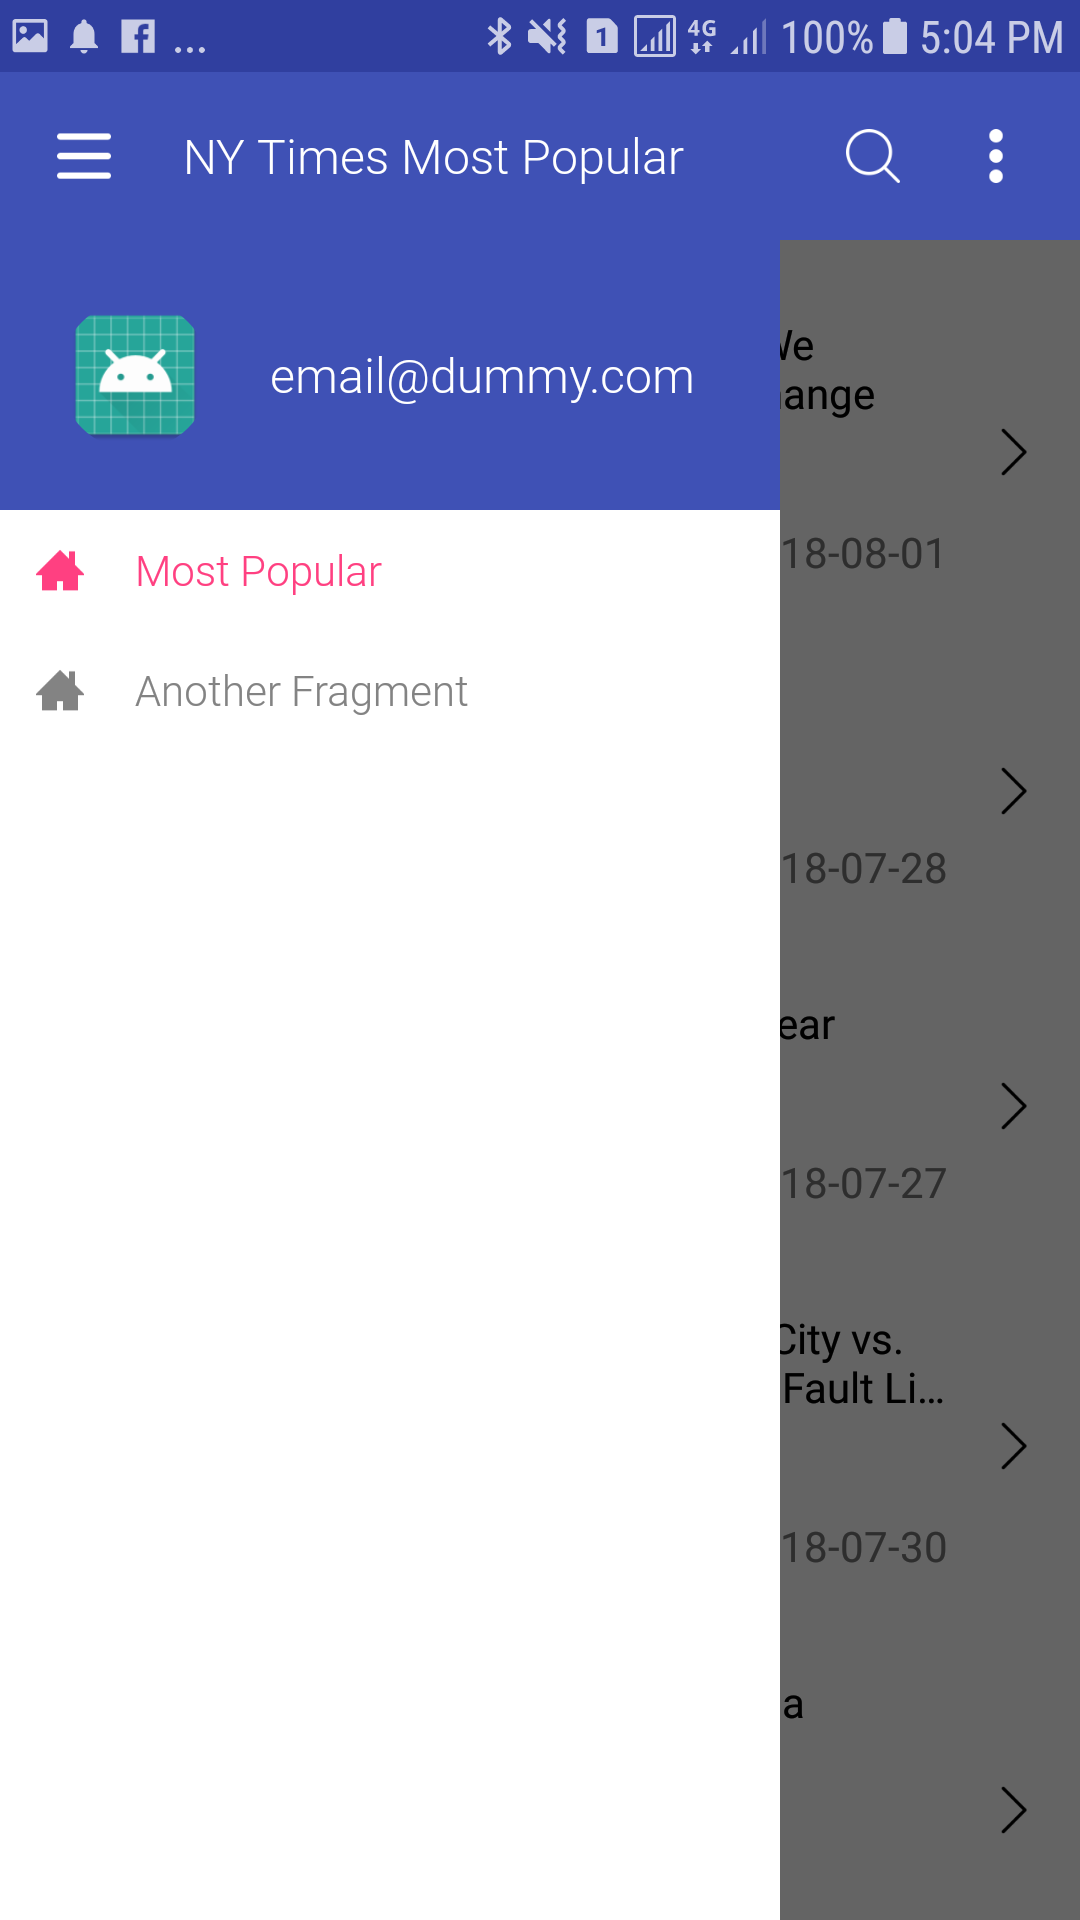 ... 1 4G 100% 5:04 PM
NY Times Most Popular
email@dummy.com
Most Popular
Another Fragment
ange
18-08-01
18-07-28
ear
18-07-27
City vs.
Fault Li...
18-07-30
a